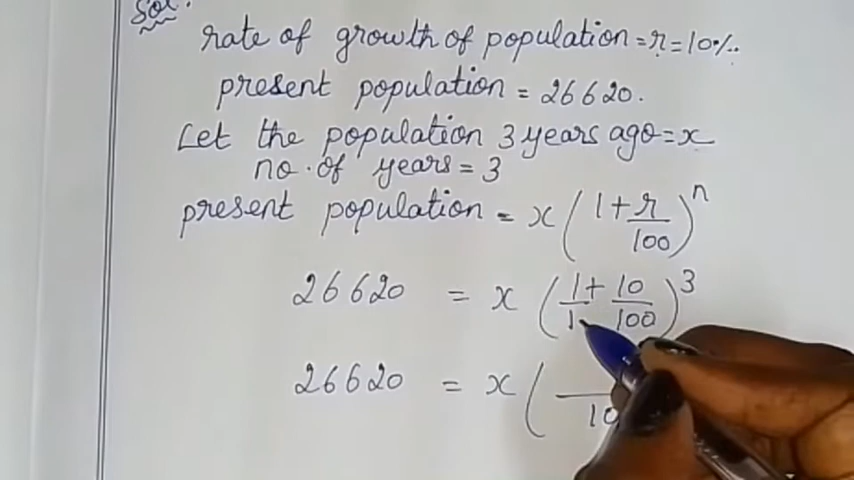 Sol.
rate of growth of population = r = 10%.
present population = 26620.
Let the population 3 years ago = x
no. of years = 3
present population = x (1 + r/100)^n
26620 = x (1/1 + 10/100)^3
26620 = x ( /10